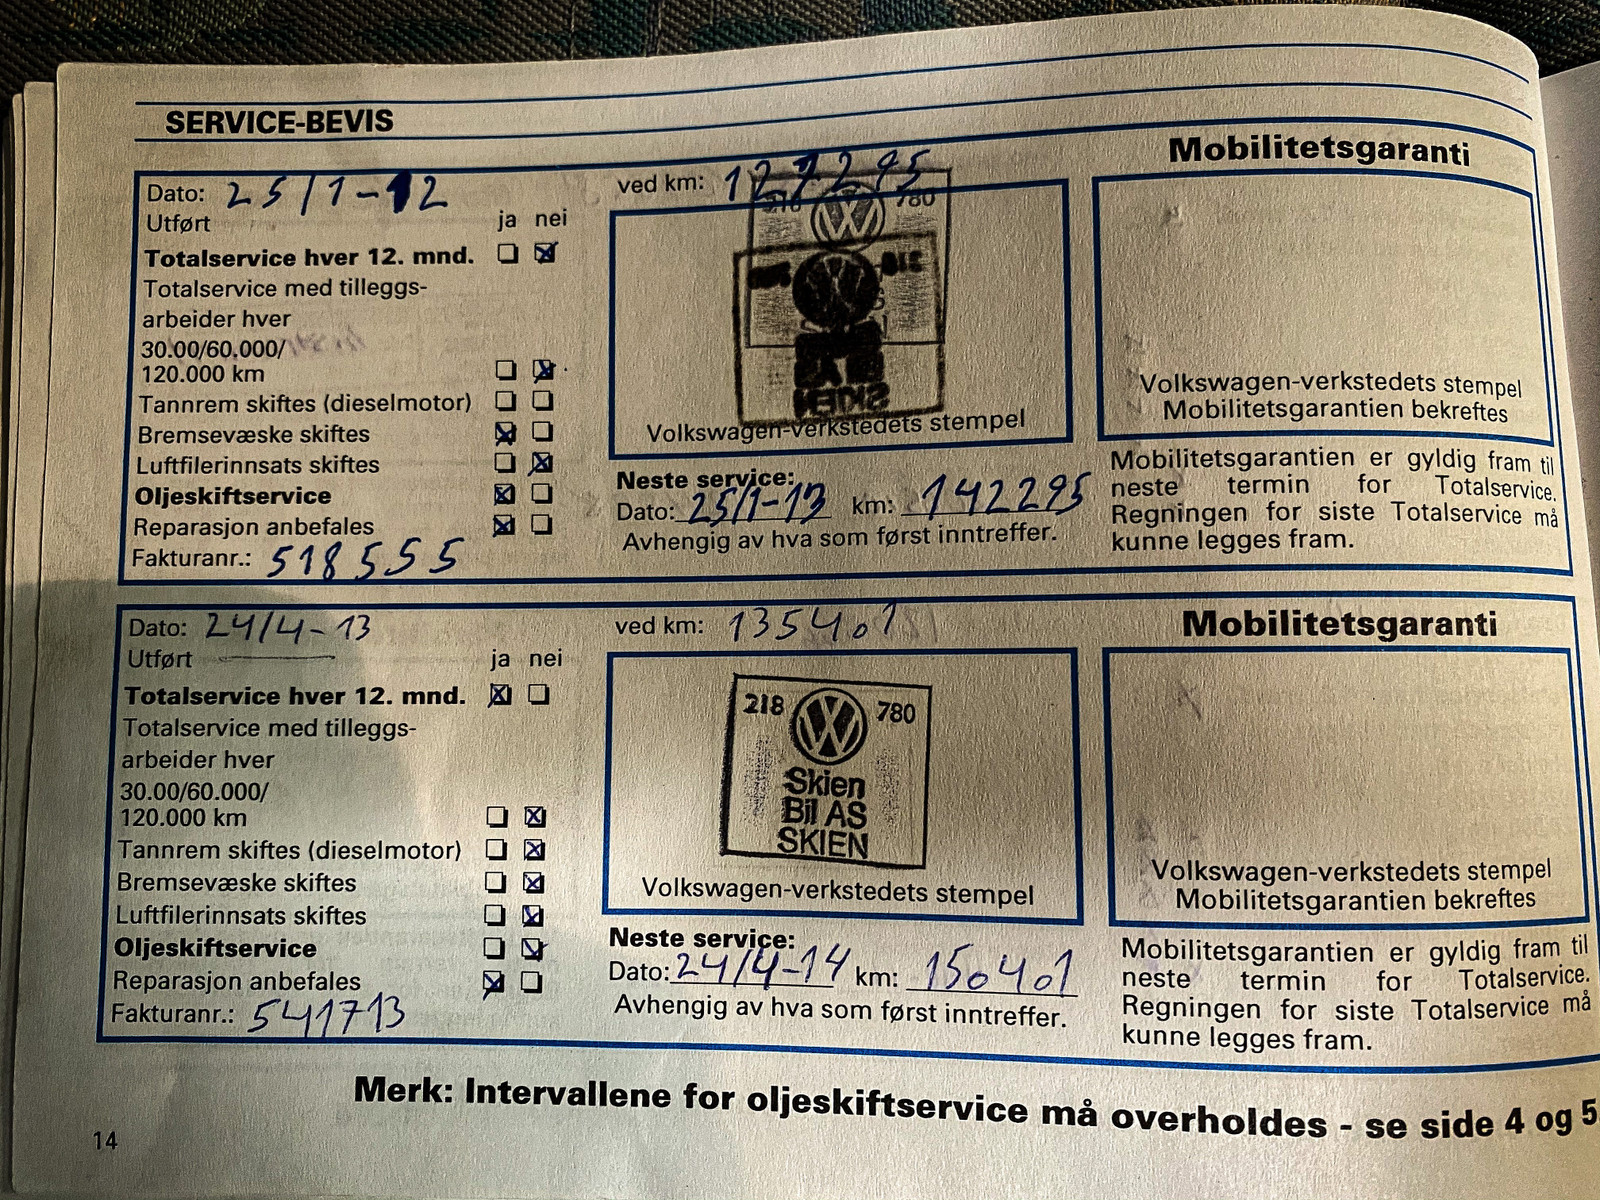 SERVICE-BEVIS
Dato: 25/1-12
ved km: 127295
Mobilitetsgaranti
Utført ja nei
Totalservice hver 12. mnd.
Totalservice med tilleggs-
arbeider hver
30.00/60.000/
120.000 km
Tannrem skiftes (dieselmotor)
Bremsevæske skiftes
Luftfilerinnsats skiftes
Oljeskiftservice
Reparasjon anbefales
Fakturanr.: 518555
780
SKIEN
Volkswagen-verkstedets stempel
Neste service:
Dato: 25/1-13 km: 142295
Avhengig av hva som først inntreffer.
Volkswagen-verkstedets stempel
Mobilitetsgarantien bekreftes
Mobilitetsgarantien er gyldig fram til
neste termin for Totalservice.
Regningen for siste Totalservice må
kunne legges fram.
Dato: 24/4-13
ved km: 135401
Mobilitetsgaranti
Utført ja nei
Totalservice hver 12. mnd.
Totalservice med tilleggs-
arbeider hver
30.00/60.000/
120.000 km
Tannrem skiftes (dieselmotor)
Bremsevæske skiftes
Luftfilerinnsats skiftes
Oljeskiftservice
Reparasjon anbefales
Fakturanr.: 541713
218 VW 780
Skien
Bil AS
SKIEN
Volkswagen-verkstedets stempel
Neste service:
Dato: 24/4-14 km: 150401
Avhengig av hva som først inntreffer.
Volkswagen-verkstedets stempel
Mobilitetsgarantien bekreftes
Mobilitetsgarantien er gyldig fram til
neste termin for Totalservice.
Regningen for siste Totalservice må
kunne legges fram.
Merk: Intervallene for oljeskiftservice må overholdes - se side 4 og 5
14